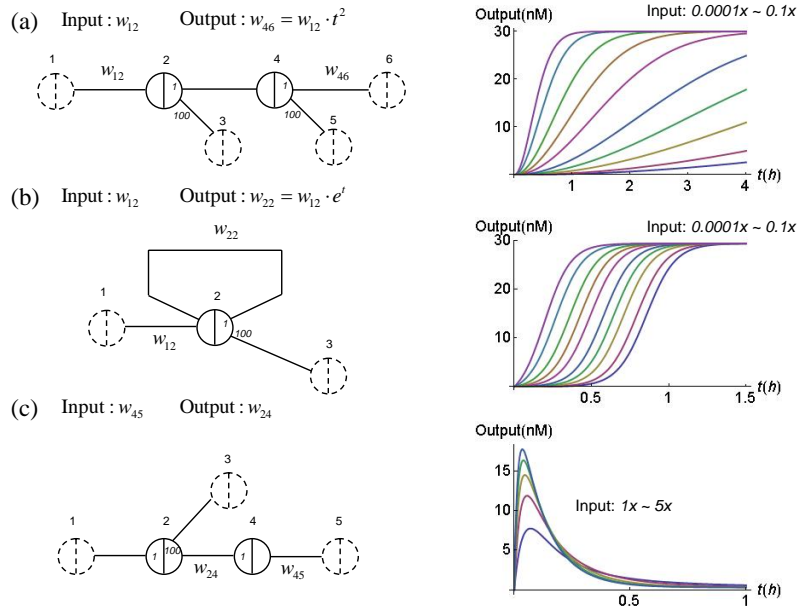 (a) Input : w₁₂ Output : w₄₆ = w₁₂ · t²
1 w₁₂ 2 4 w₄₆ 6
1 1
100 100
3 5
Output(nM) Input: 0.0001x ~ 0.1x
30
20
10
1 2 3 4 t(h)
(b) Input : w₁₂ Output : w₂₂ = w₁₂ · eᵗ
w₂₂
2
1
w₁₂ 1 100
3
Output(nM) Input: 0.0001x ~ 0.1x
30
20
10
0.5 1 1.5 t(h)
(c) Input : w₄₅ Output : w₂₄
3
1 2 4 5
1 100 1
w₂₄ w₄₅
Output(nM)
15
Input: 1x ~ 5x
10
5
0.5 1 t(h)